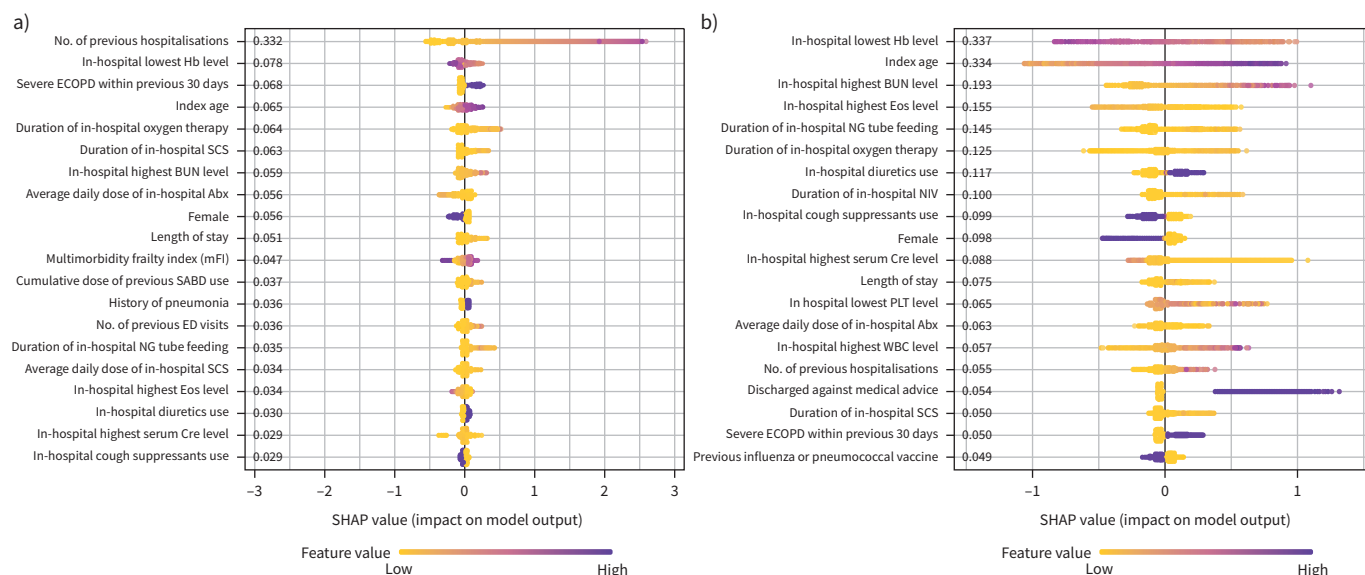 a)
No. of previous hospitalisations 0.332
In-hospital lowest Hb level 0.078
Severe ECOPD within previous 30 days 0.068
Index age 0.065
Duration of in-hospital oxygen therapy 0.064
Duration of in-hospital SCS 0.063
In-hospital highest BUN level 0.059
Average daily dose of in-hospital Abx 0.056
Female 0.056
Length of stay 0.051
Multimorbidity frailty index (mFI) 0.047
Cumulative dose of previous SABD use 0.037
History of pneumonia 0.036
No. of previous ED visits 0.036
Duration of in-hospital NG tube feeding 0.035
Average daily dose of in-hospital SCS 0.034
In-hospital highest Eos level 0.034
In-hospital diuretics use 0.030
In-hospital highest serum Cre level 0.029
In-hospital cough suppressants use 0.029
–3 –2 –1 0 1 2 3
SHAP value (impact on model output)
Feature value
Low High
b)
In-hospital lowest Hb level 0.337
Index age 0.334
In-hospital highest BUN level 0.193
In-hospital highest Eos level 0.155
Duration of in-hospital NG tube feeding 0.145
Duration of in-hospital oxygen therapy 0.125
In-hospital diuretics use 0.117
Duration of in-hospital NIV 0.100
In-hospital cough suppressants use 0.099
Female 0.098
In-hospital highest serum Cre level 0.088
Length of stay 0.075
In hospital lowest PLT level 0.065
Average daily dose of in-hospital Abx 0.063
In-hospital highest WBC level 0.057
No. of previous hospitalisations 0.055
Discharged against medical advice 0.054
Duration of in-hospital SCS 0.050
Severe ECOPD within previous 30 days 0.050
Previous influenza or pneumococcal vaccine 0.049
–1 0 1
SHAP value (impact on model output)
Feature value
Low High